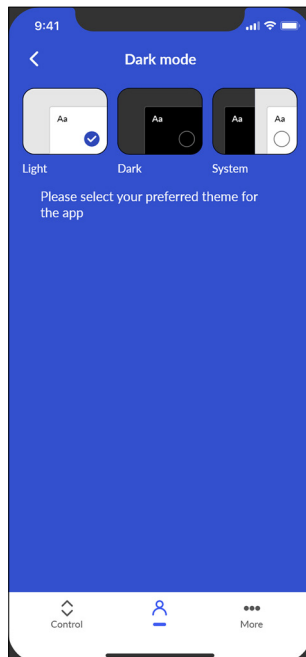 9:41
Dark mode
Aa
Aa
Aa
Aa
Light
Dark
System
Please select your preferred theme for
the app
Control
More